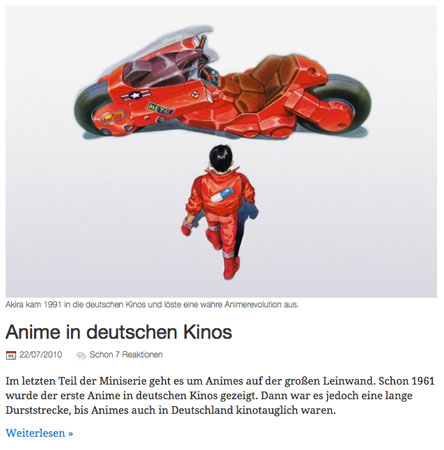 METAL
Akira kam 1991 in die deutschen Kinos und löste eine wahre Animerevolution aus.
Anime in deutschen Kinos
22/07/2010 Schon 7 Reaktionen
Im letzten Teil der Miniserie geht es um Animes auf der großen Leinwand. Schon 1961
wurde der erste Anime in deutschen Kinos gezeigt. Dann war es jedoch eine lange
Durststrecke, bis Animes auch in Deutschland kinotauglich waren.
Weiterlesen »